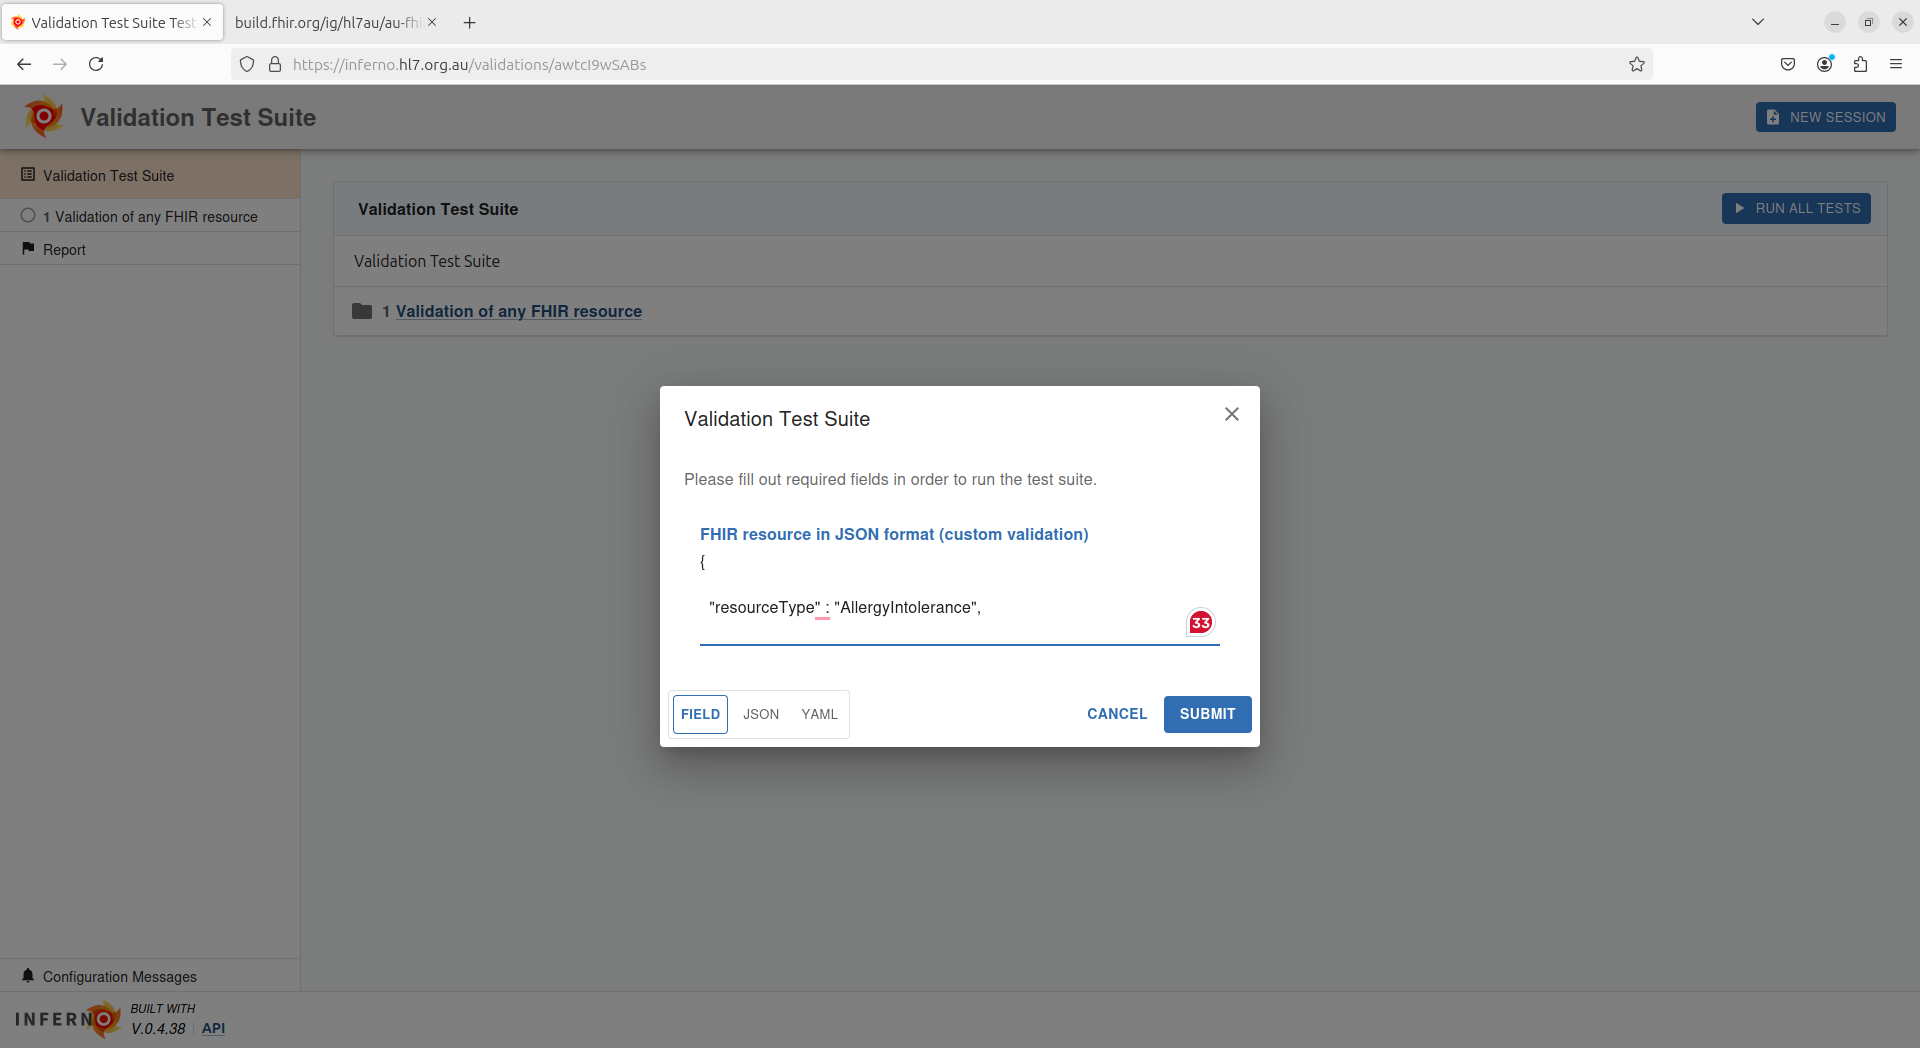 Validation Test Suite Test
build.fhir.org/ig/hl7au/au-fhi
https://inferno.hl7.org.au/validations/awtcI9wSABs
Validation Test Suite
NEW SESSION
Validation Test Suite
1 Validation of any FHIR resource
Report
Validation Test Suite
RUN ALL TESTS
Validation Test Suite
1 Validation of any FHIR resource
Validation Test Suite
Please fill out required fields in order to run the test suite.
FHIR resource in JSON format (custom validation)
{
"resourceType" : "AllergyIntolerance",
33
FIELD
JSON
YAML
CANCEL
SUBMIT
Configuration Messages
INFERNO
BUILT WITH
V.0.4.38
API